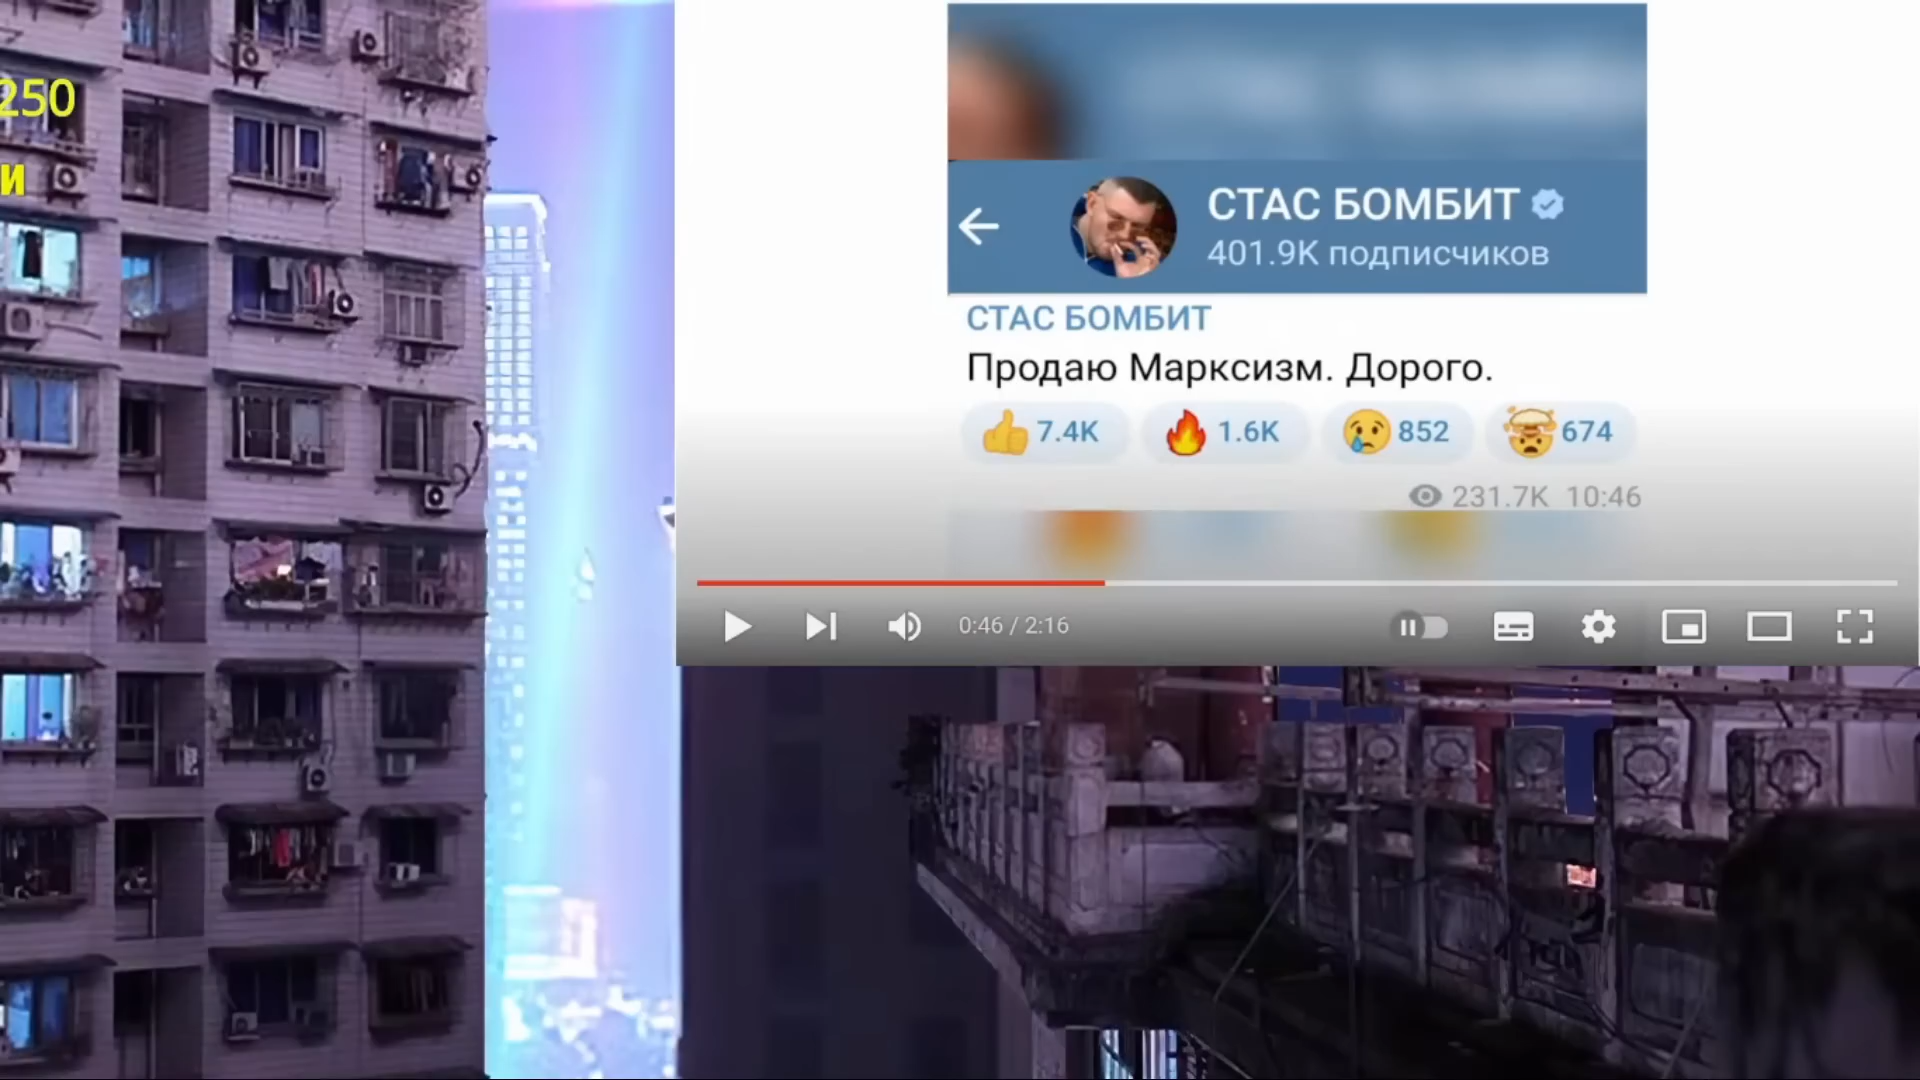 250
и
СТАС БОМБИТ
401.9K подписчиков
СТАС БОМБИТ
Продаю Марксизм. Дорого.
7.4K 1.6K 852 674
231.7K 10:46
0:46 / 2:16